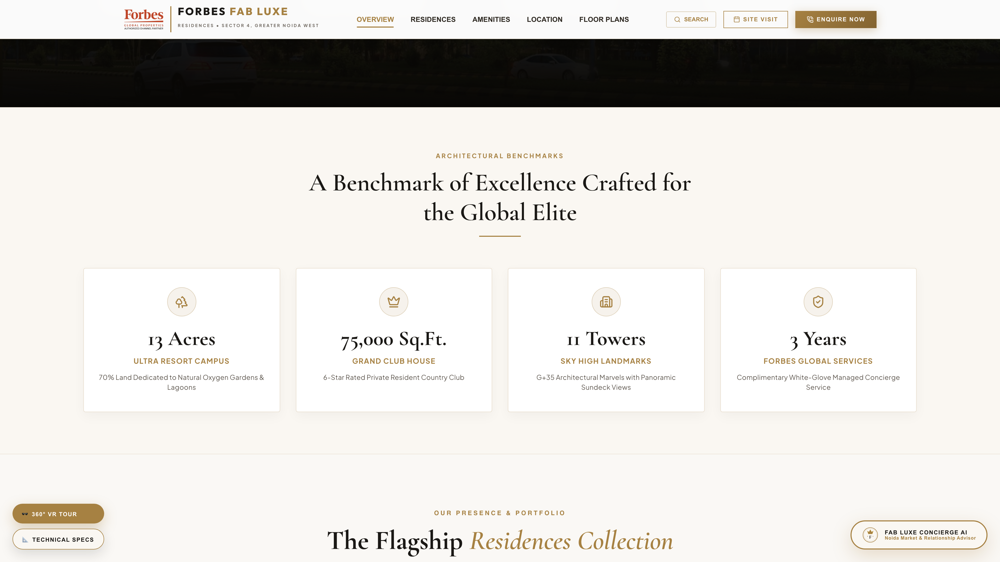 Forbes
GLOBAL PROPERTIES
AUTHORIZED CHANNEL PARTNER
FORBES FAB LUXE
RESIDENCES • SECTOR 4, GREATER NOIDA WEST
OVERVIEW
RESIDENCES
AMENITIES
LOCATION
FLOOR PLANS
SEARCH
SITE VISIT
ENQUIRE NOW
ARCHITECTURAL BENCHMARKS
A Benchmark of Excellence Crafted for
the Global Elite
13 Acres
ULTRA RESORT CAMPUS
70% Land Dedicated to Natural Oxygen Gardens &
Lagoons
75,000 Sq.Ft.
GRAND CLUB HOUSE
6-Star Rated Private Resident Country Club
11 Towers
SKY HIGH LANDMARKS
G+35 Architectural Marvels with Panoramic
Sundeck Views
3 Years
FORBES GLOBAL SERVICES
Complimentary White-Glove Managed Concierge
Service
OUR PRESENCE & PORTFOLIO
The Flagship Residences Collection
360° VR TOUR
TECHNICAL SPECS
F
FAB LUXE CONCIERGE AI
Noida Market & Relationship Advisor